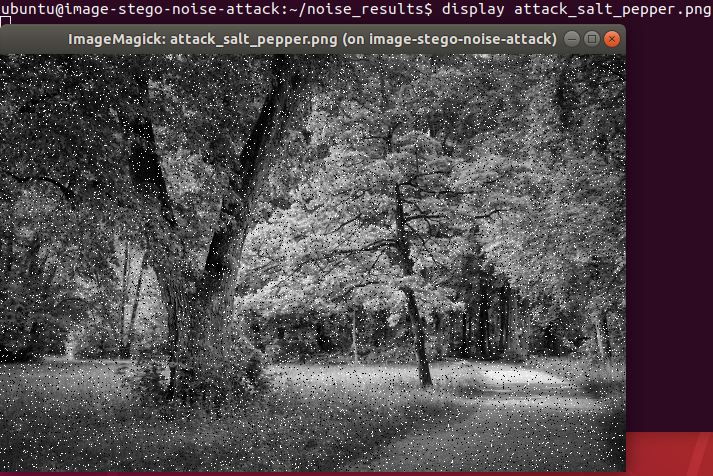 ubuntu@image-stego-noise-attack:~/noise_results$ display attack_salt_pepper.png
ImageMagick: attack_salt_pepper.png (on image-stego-noise-attack)